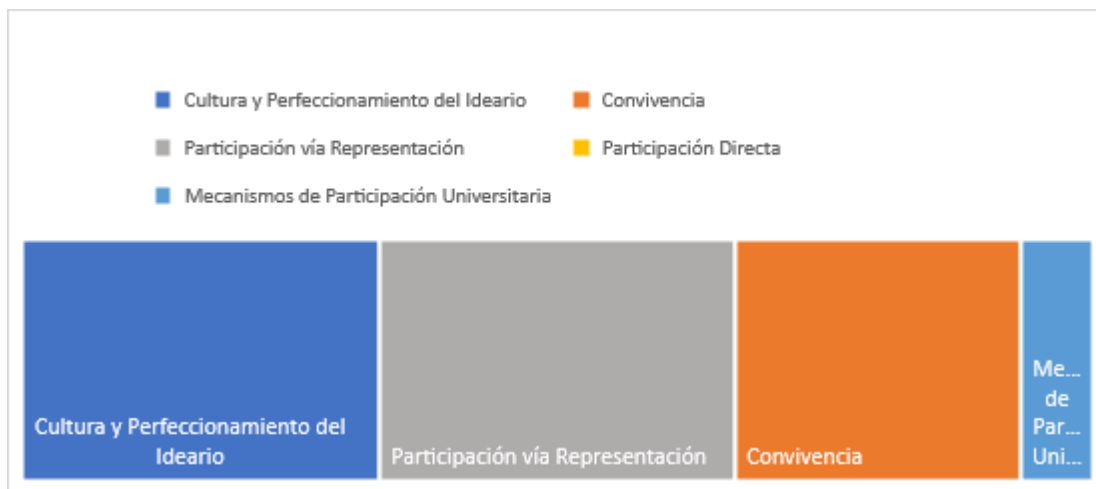 Cultura y Perfeccionamiento del Ideario
Convivencia
Participación vía Representación
Participación Directa
Mecanismos de Participación Universitaria
Cultura y Perfeccionamiento del
Ideario
Participación vía Representación
Convivencia
Me...
de
Par...
Uni...